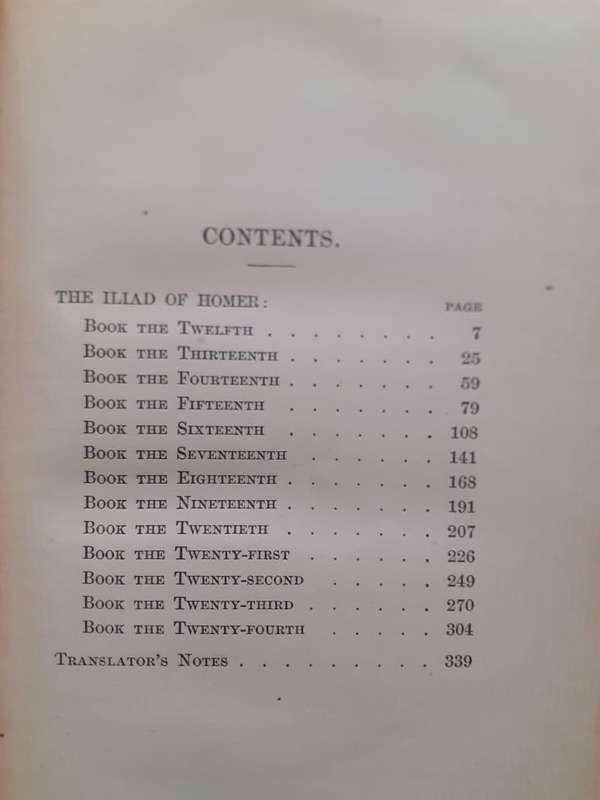 CONTENTS.
THE ILIAD OF HOMER:
PAGE
BOOK THE TWELFTH . . . . . . . . 7
BOOK THE THIRTEENTH . . . . . . . 25
BOOK THE FOURTEENTH . . . . . . . 59
BOOK THE FIFTEENTH . . . . . . . 79
BOOK THE SIXTEENTH . . . . . . . 108
BOOK THE SEVENTEENTH . . . . . . 141
BOOK THE EIGHTEENTH . . . . . . . 168
BOOK THE NINETEENTH . . . . . . . 191
BOOK THE TWENTIETH . . . . . . . 207
BOOK THE TWENTY-FIRST . . . . . . 226
BOOK THE TWENTY-SECOND . . . . . 249
BOOK THE TWENTY-THIRD . . . . . . 270
BOOK THE TWENTY-FOURTH . . . . . 304
TRANSLATOR'S NOTES . . . . . . . . . 339